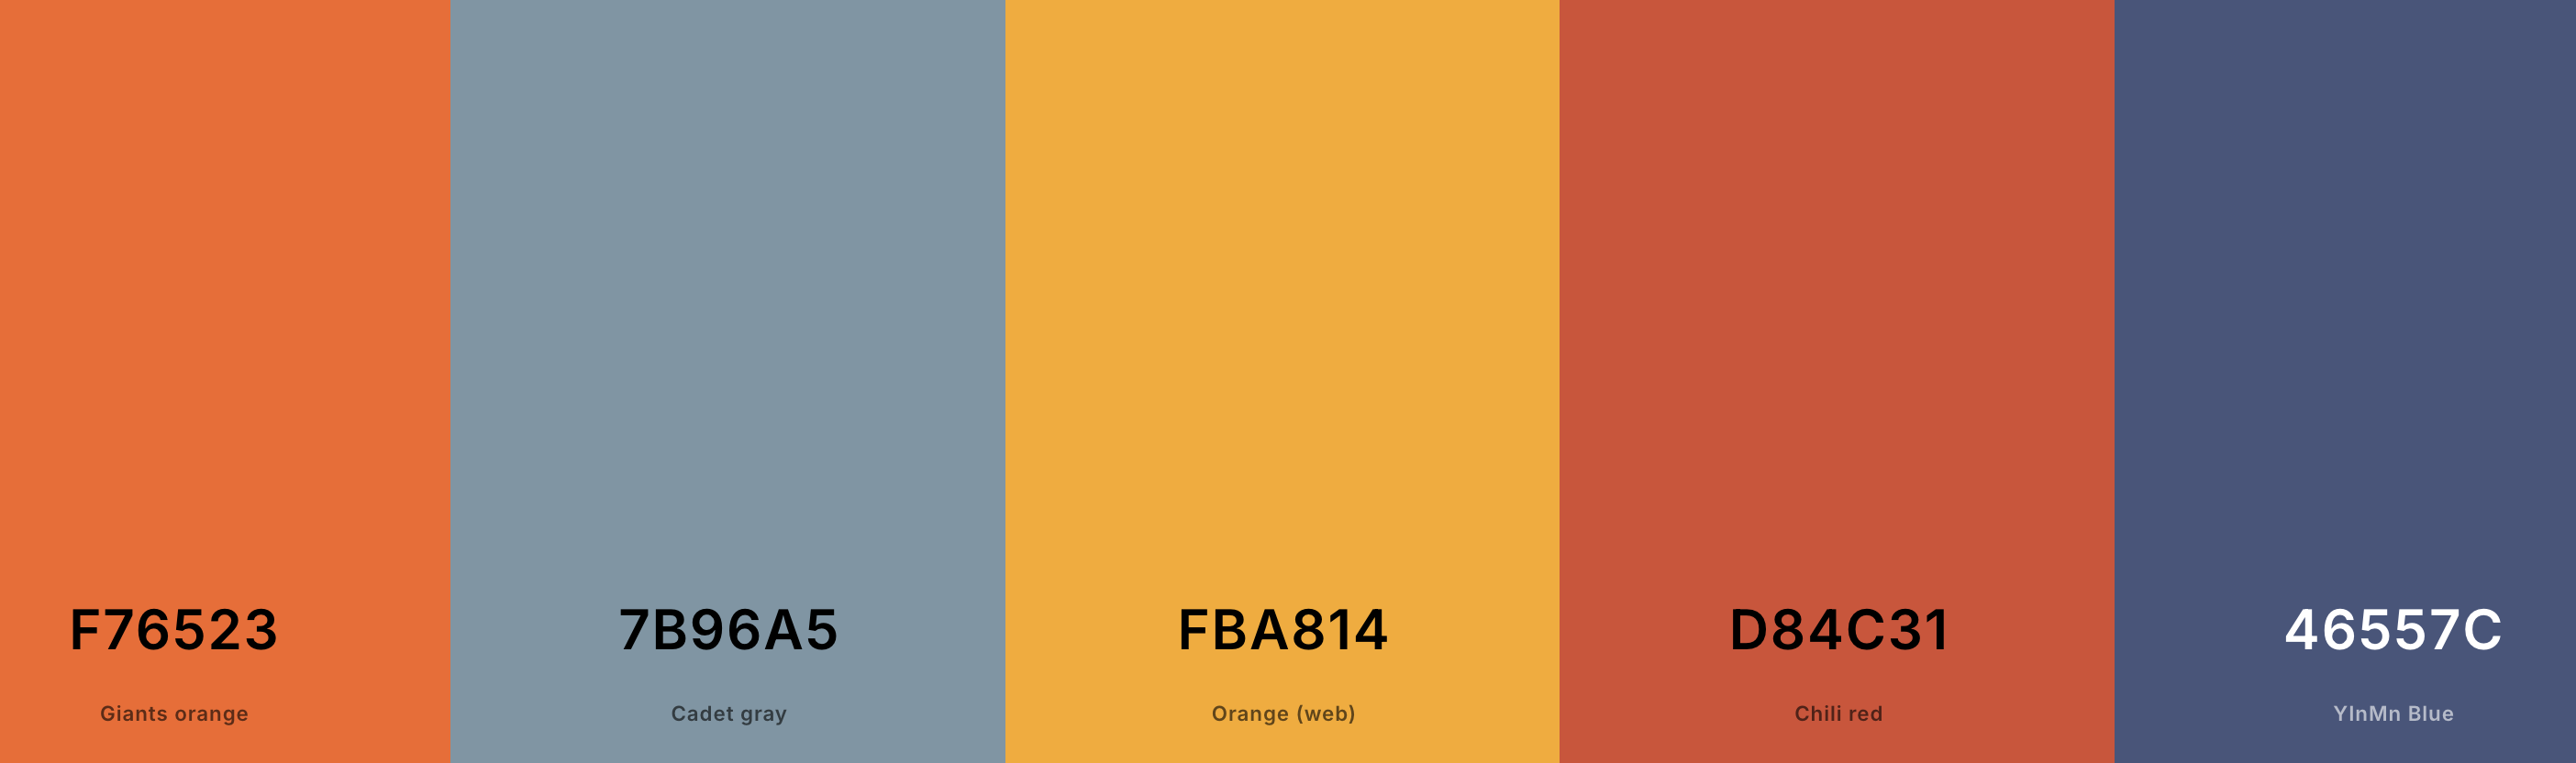 F76523
Giants orange
7B96A5
Cadet gray
FBA814
Orange (web)
D84C31
Chili red
46557C
YInMn Blue